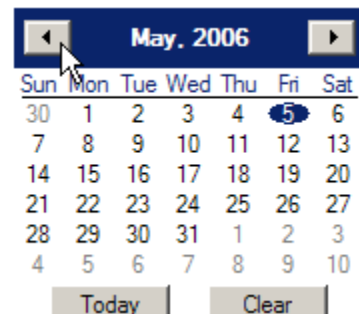 May, 2006
Sun Mon Tue Wed Thu Fri Sat
30 1 2 3 4 5 6
7 8 9 10 11 12 13
14 15 16 17 18 19 20
21 22 23 24 25 26 27
28 29 30 31 1 2 3
4 5 6 7 8 9 10
Today Clear